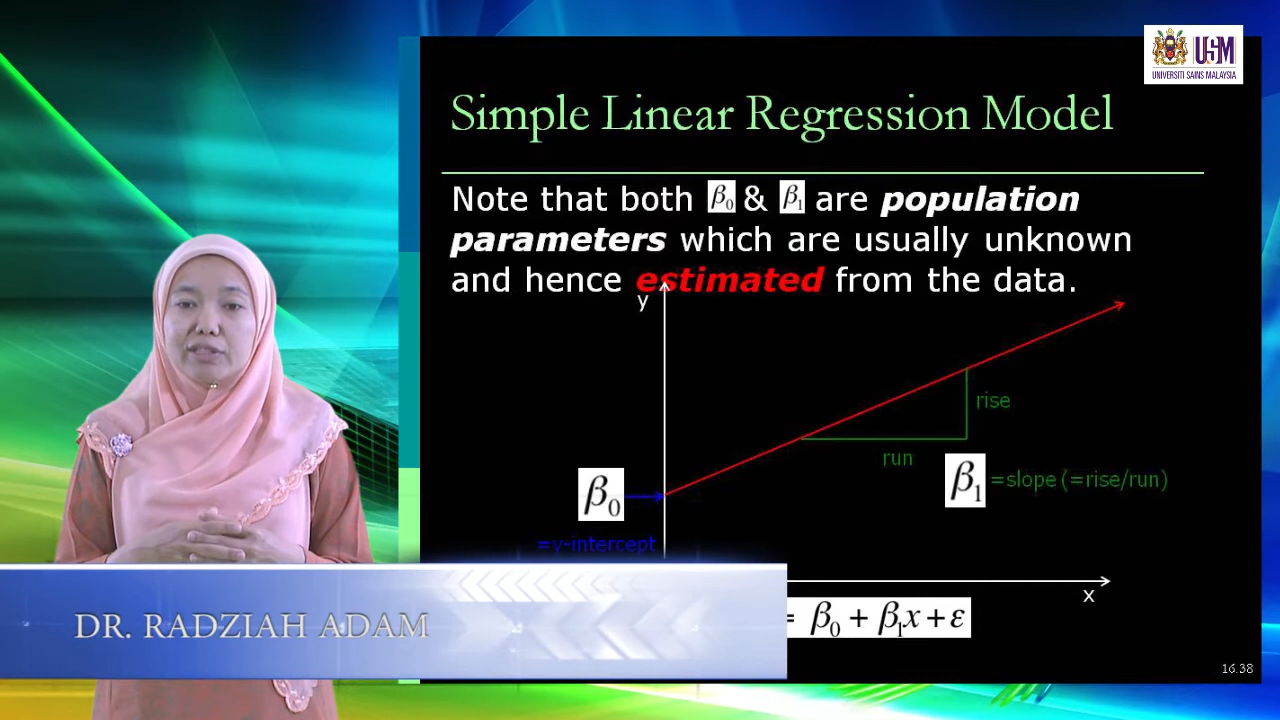 USM
UNIVERSITI SAINS MALAYSIA
Simple Linear Regression Model
Note that both β₀ & β₁ are population
parameters which are usually unknown
and hence estimated from the data.
y
rise
run
β₁ =slope (=rise/run)
β₀
=y-intercept
x
= β₀ + β₁x + ε
DR. RADZIAH ADAM
16.38